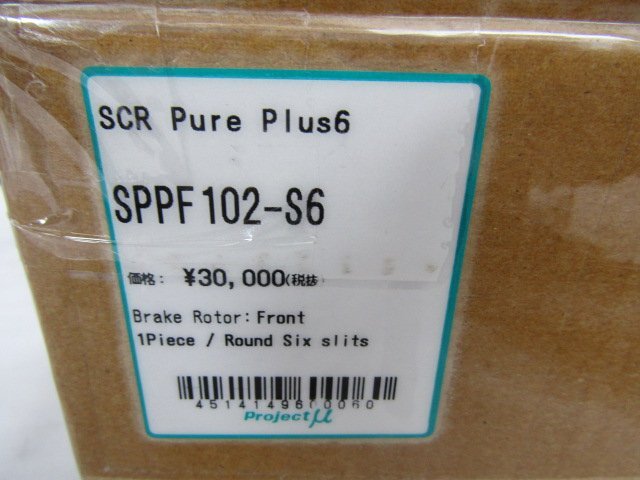 SCR Pure Plus6
SPPF102-S6
価格: ¥30,000(税抜
Brake Rotor: Front
1Piece / Round Six slits
4514149600060
Project μ